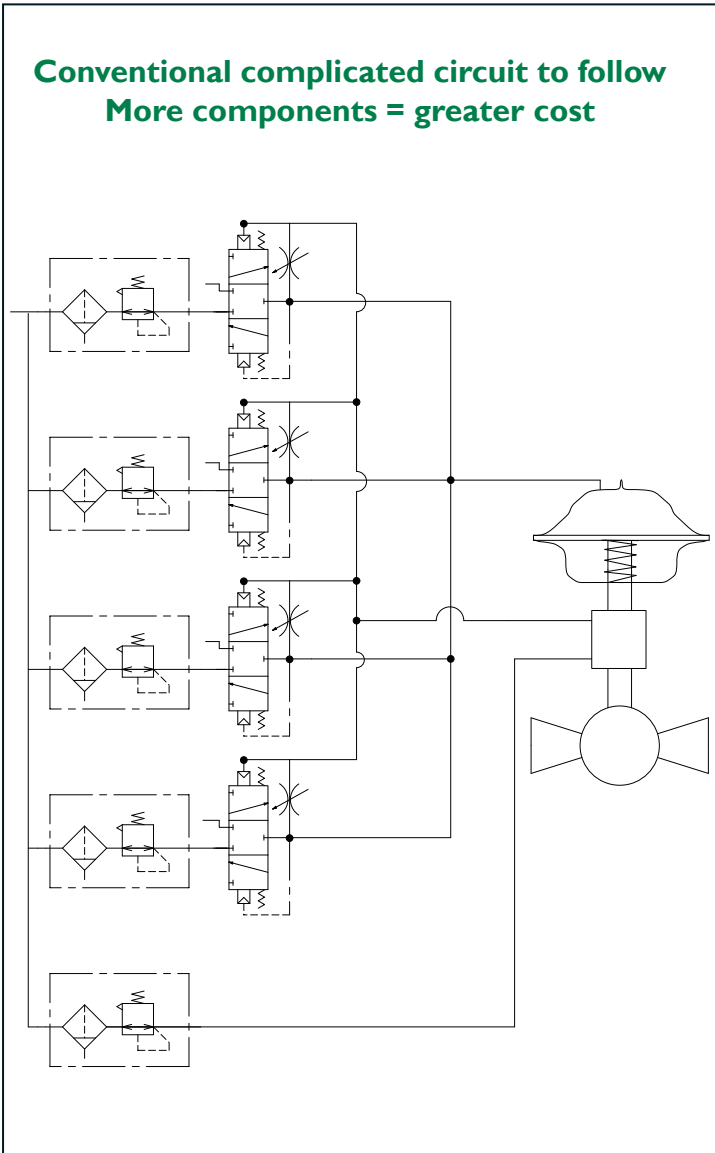 Conventional complicated circuit to follow
More components = greater cost